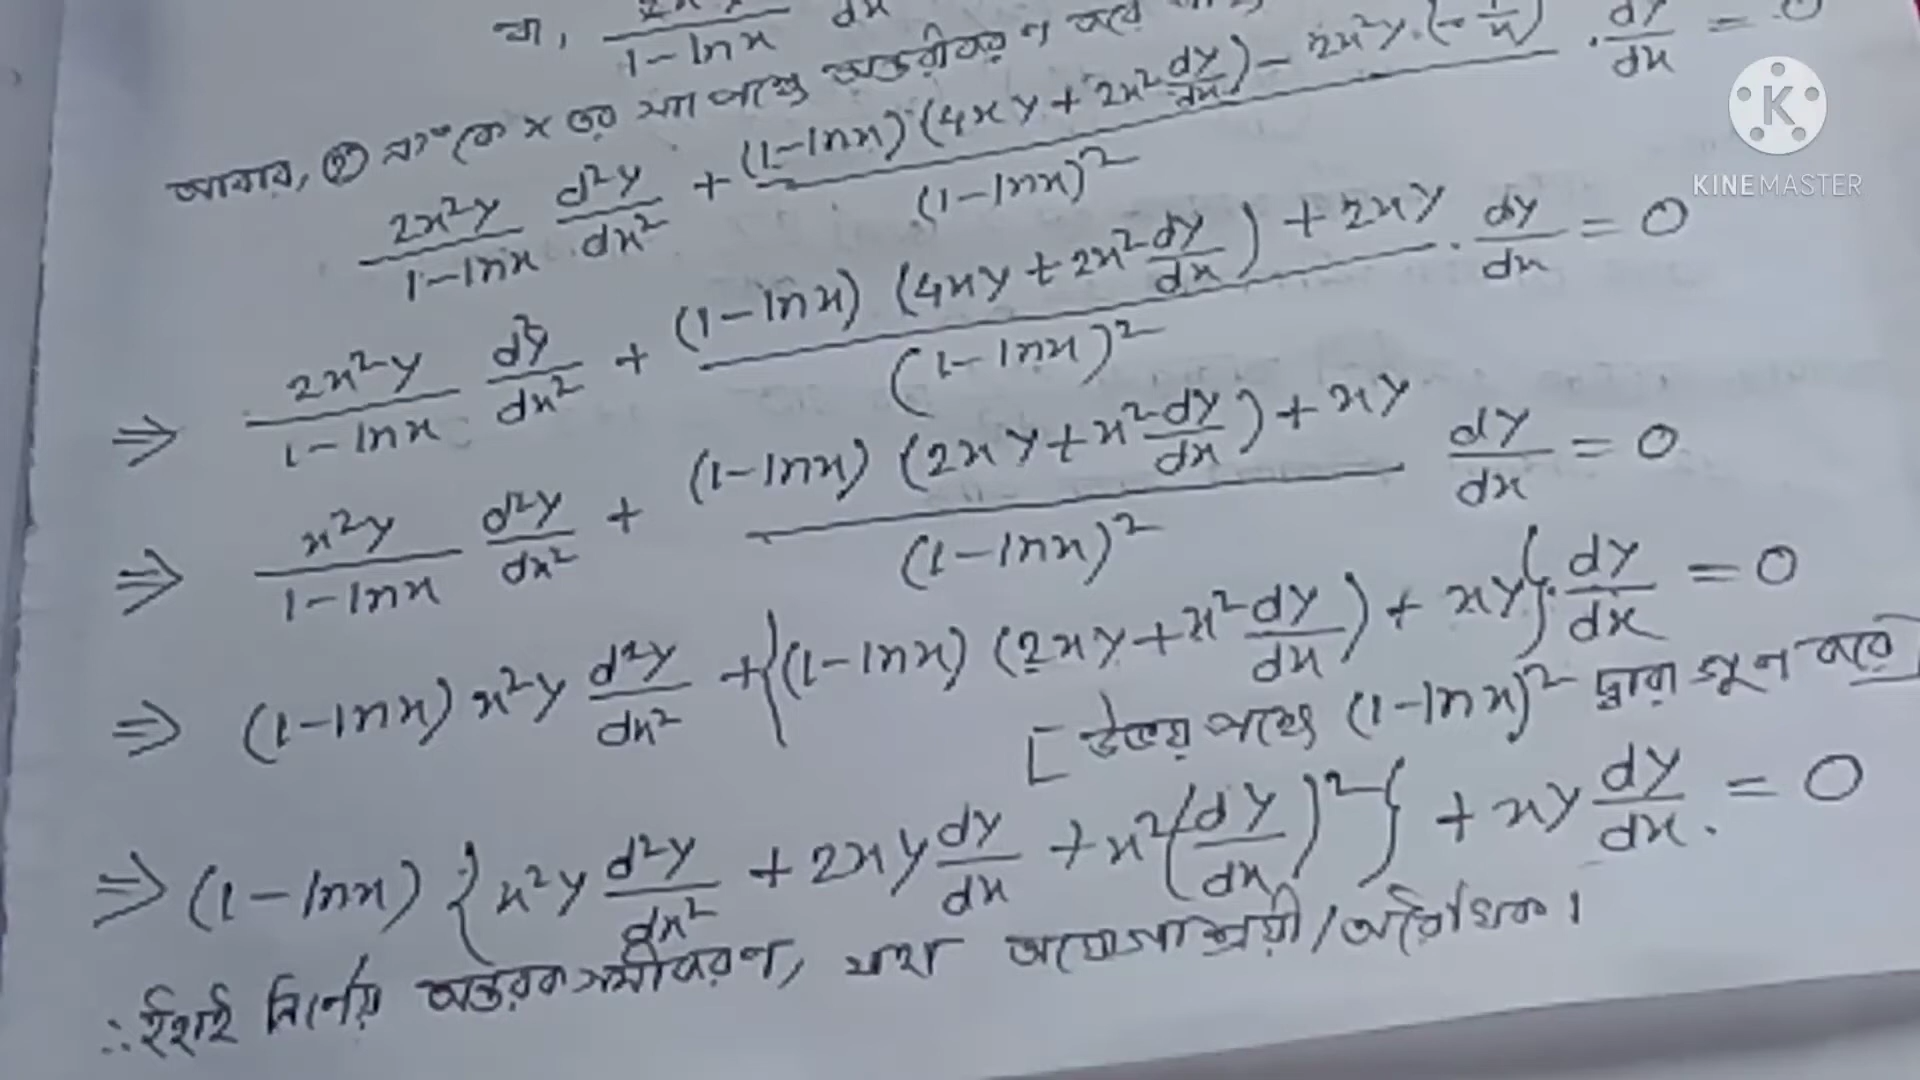 বা, 1-lnx dx
আবার, x এর
2x²y/(1-lnx) d²y/dx² + ((1-lnx)(4xy+2x² dy/dx) - 2x²y.(-1/x))/(1-lnx)² . dy/dx = 0
⇒ 2x²y/(1-lnx) d²y/dx² + ((1-lnx)(4xy+2x² dy/dx)+2xy)/(1-lnx)² . dy/dx = 0
⇒ x²y/(1-lnx) d²y/dx² + ((1-lnx)(2xy+x² dy/dx)+xy)/(1-lnx)² dy/dx = 0
⇒ (1-lnx) x²y d²y/dx² + {(1-lnx)(2xy+x² dy/dx)+xy}. dy/dx = 0
[উভয় পক্ষে (1-lnx)² দ্বারা গুন করে]
⇒ (1-lnx) {x²y d²y/dx² + 2xy dy/dx + x²(dy/dx)²} + xy dy/dx. = 0
∴ ইহাই নির্ণেয় অন্তরক সমীকরণ, যাহা অযোগাশ্রয়ী/অরৈখিক।
KINEMASTER